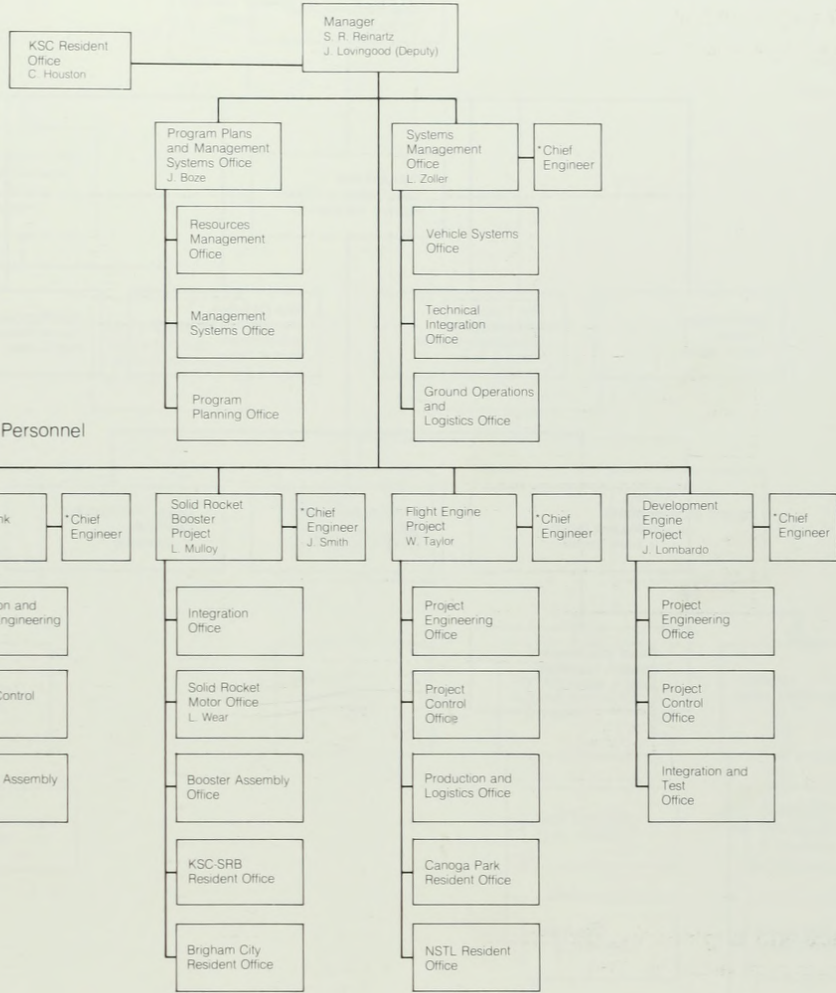 Manager
S. R. Reinartz
J. Lovingood (Deputy)
KSC Resident
Office
C. Houston
Program Plans
and Management
Systems Office
J. Boze
Systems
Management
Office
L. Zoller
*Chief
Engineer
Resources
Management
Office
Vehicle Systems
Office
Management
Systems Office
Technical
Integration
Office
Program
Planning Office
Ground Operations
and
Logistics Office
Personnel
nk
*Chief
Engineer
Solid Rocket
Booster
Project
L. Mulloy
*Chief
Engineer
J. Smith
Flight Engine
Project
W. Taylor
*Chief
Engineer
Development
Engine
Project
J. Lombardo
*Chief
Engineer
on and
ngineering
Integration
Office
Project
Engineering
Office
Project
Engineering
Office
Control
Solid Rocket
Motor Office
L. Wear
Project
Control
Office
Project
Control
Office
Assembly
Booster Assembly
Office
Production and
Logistics Office
Integration and
Test
Office
KSC-SRB
Resident Office
Canoga Park
Resident Office
Brigham City
Resident Office
NSTL Resident
Office